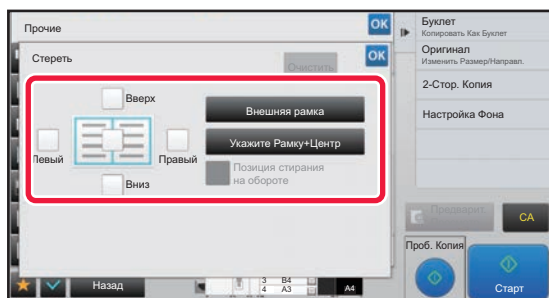 Прочие
OK
Стереть
Очистить
OK
Вверх
Левый
Правый
Вниз
Внешняя рамка
Укажите Рамку+Центр
Позиция стирания
на обороте
Буклет
Копировать Как Буклет
Оригинал
Изменить Размер/Направл.
2-Стор. Копия
Настройка Фона
Предварит.
CA
Проб. Копия
Старт
Назад
3 B4
4 A3
A4